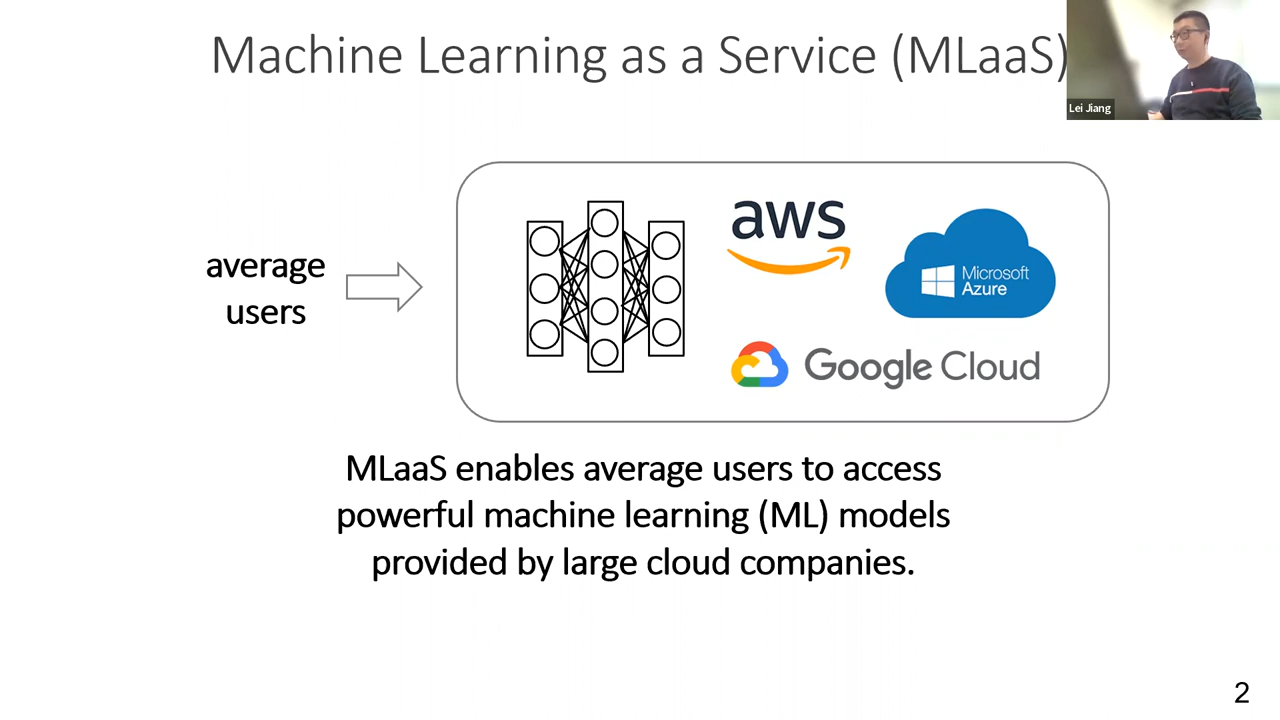 Machine Learning as a Service (MLaaS)
Lei Jiang
average
users
aws
Microsoft
Azure
Google Cloud
MLaaS enables average users to access
powerful machine learning (ML) models
provided by large cloud companies.
2